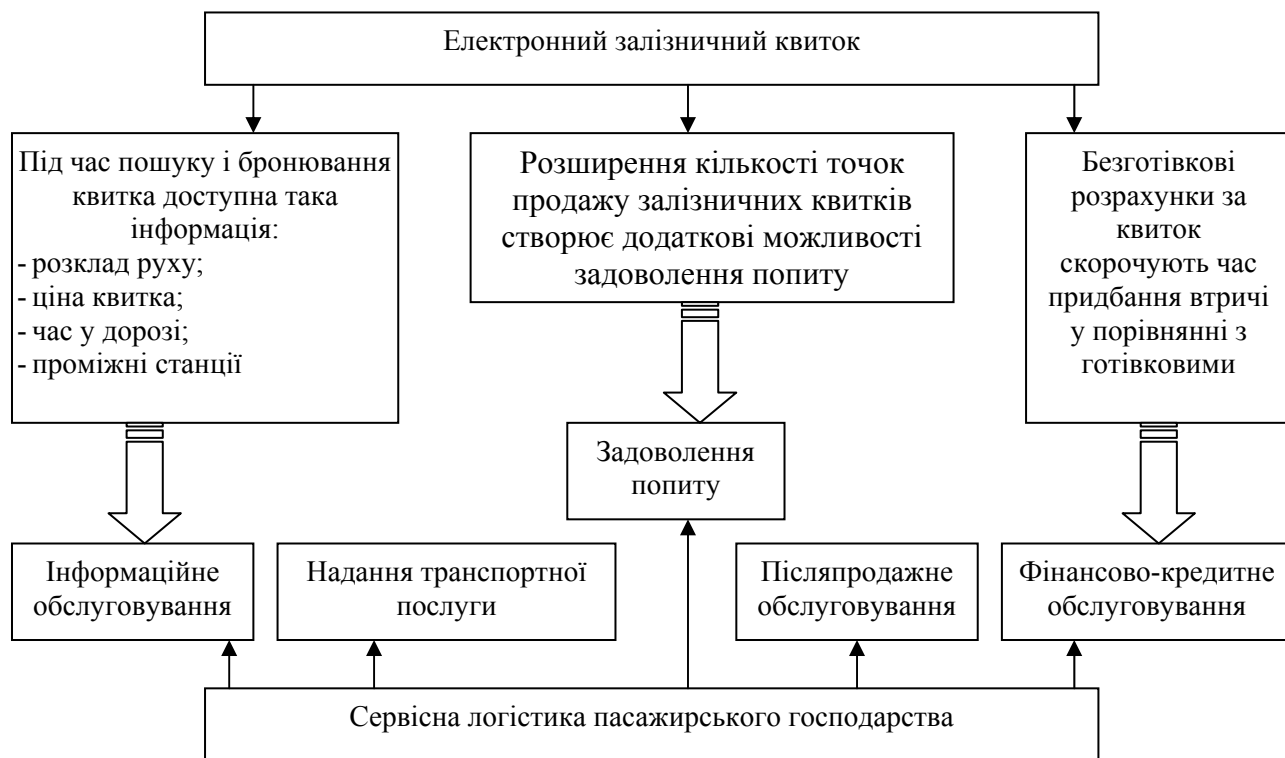 Електронний залізничний квиток
Під час пошуку і бронювання
квитка доступна така
інформація:
- розклад руху;
- ціна квитка;
- час у дорозі;
- проміжні станції
Розширення кількості точок
продажу залізничних квитків
створює додаткові можливості
задоволення попиту
Безготівкові
розрахунки за
квиток
скорочують час
придбання втричі
у порівнянні з
готівковими
Задоволення
попиту
Інформаційне
обслуговування
Надання транспортної
послуги
Післяпродажне
обслуговування
Фінансово-кредитне
обслуговування
Сервісна логістика пасажирського господарства